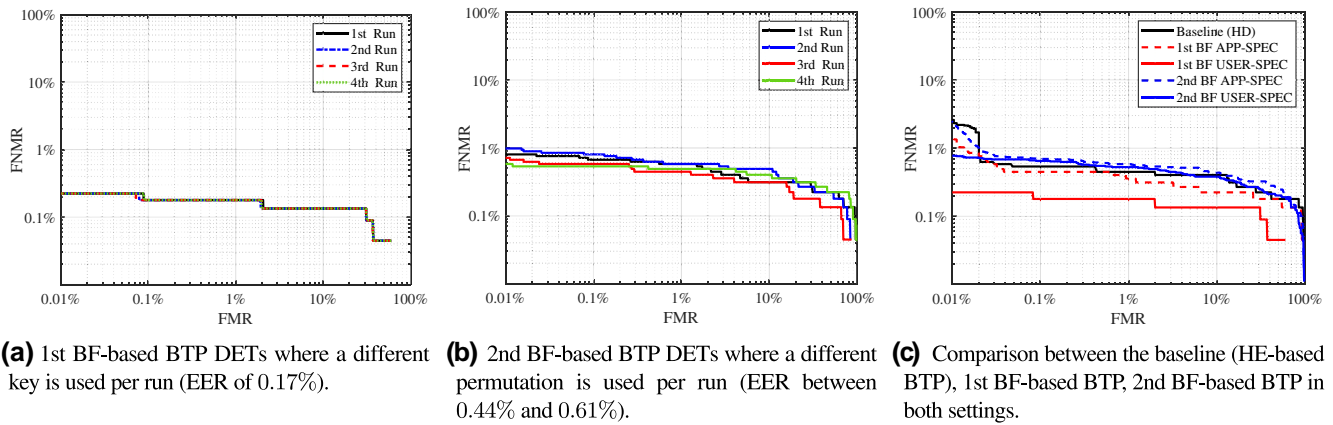 100%
10%
1%
0.1%
FNMR
1st Run
2nd Run
3rd Run
4th Run
0.01% 0.1% 1% 10% 100%
FMR
(a) 1st BF-based BTP DETs where a different
key is used per run (EER of 0.17%).
100%
10%
1%
0.1%
FNMR
1st Run
2nd Run
3rd Run
4th Run
0.01% 0.1% 1% 10% 100%
FMR
(b) 2nd BF-based BTP DETs where a different
permutation is used per run (EER between
0.44% and 0.61%).
100%
10%
1%
0.1%
FNMR
Baseline (HD)
1st BF APP-SPEC
1st BF USER-SPEC
2nd BF APP-SPEC
2nd BF USER-SPEC
0.01% 0.1% 1% 10% 100%
FMR
(c) Comparison between the baseline (HE-based
BTP), 1st BF-based BTP, 2nd BF-based BTP in
both settings.